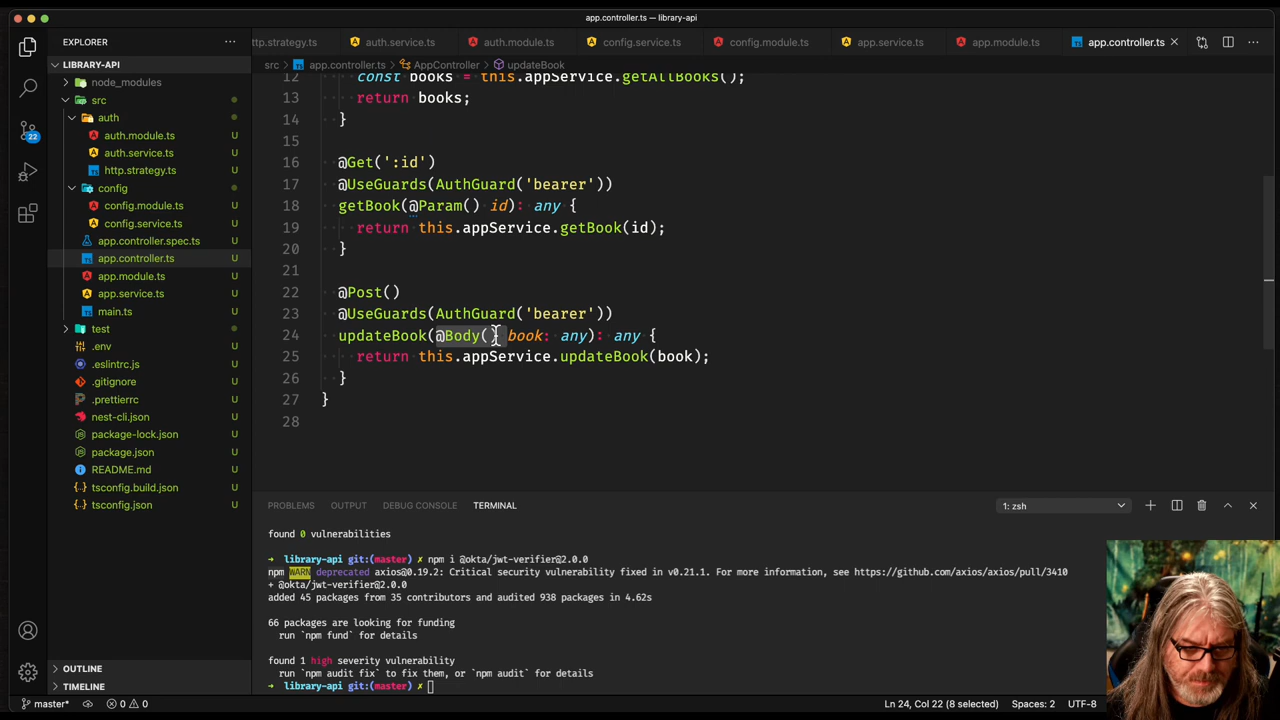 app.controller.ts — library-api
EXPLORER
ttp.strategy.ts auth.service.ts auth.module.ts config.service.ts config.module.ts app.service.ts app.module.ts app.controller.ts
src app.controller.ts AppController updateBook
LIBRARY-API
node_modules
src
auth
auth.module.ts U
auth.service.ts U
http.strategy.ts U
config
config.module.ts U
config.service.ts U
app.controller.spec.ts U
app.controller.ts U
app.module.ts U
app.service.ts U
main.ts U
test
.env U
.eslintrc.js U
.gitignore U
.prettierrc U
nest-cli.json U
package-lock.json U
package.json U
README.md U
tsconfig.build.json U
tsconfig.json U
OUTLINE
TIMELINE
22
12 const books = this.appService.getAllBooks();
13 return books;
14 }
15
16 @Get(':id')
17 @UseGuards(AuthGuard('bearer'))
18 getBook(@Param() id): any {
19 return this.appService.getBook(id);
20 }
21
22 @Post()
23 @UseGuards(AuthGuard('bearer'))
24 updateBook(@Body() book: any): any {
25 return this.appService.updateBook(book);
26 }
27 }
28
PROBLEMS OUTPUT DEBUG CONSOLE TERMINAL 1: zsh
found 0 vulnerabilities
➜ library-api git:(master) ✗ npm i @okta/jwt-verifier@2.0.0
npm WARN deprecated axios@0.19.2: Critical security vulnerability fixed in v0.21.1. For more information, see https://github.com/axios/axios/pull/3410
+ @okta/jwt-verifier@2.0.0
added 45 packages from 35 contributors and audited 938 packages in 4.62s
66 packages are looking for funding
run `npm fund` for details
found 1 high severity vulnerability
run `npm audit fix` to fix them, or `npm audit` for details
➜ library-api git:(master) ✗
master* 0 0 Ln 24, Col 22 (8 selected) Spaces: 2 UTF-8